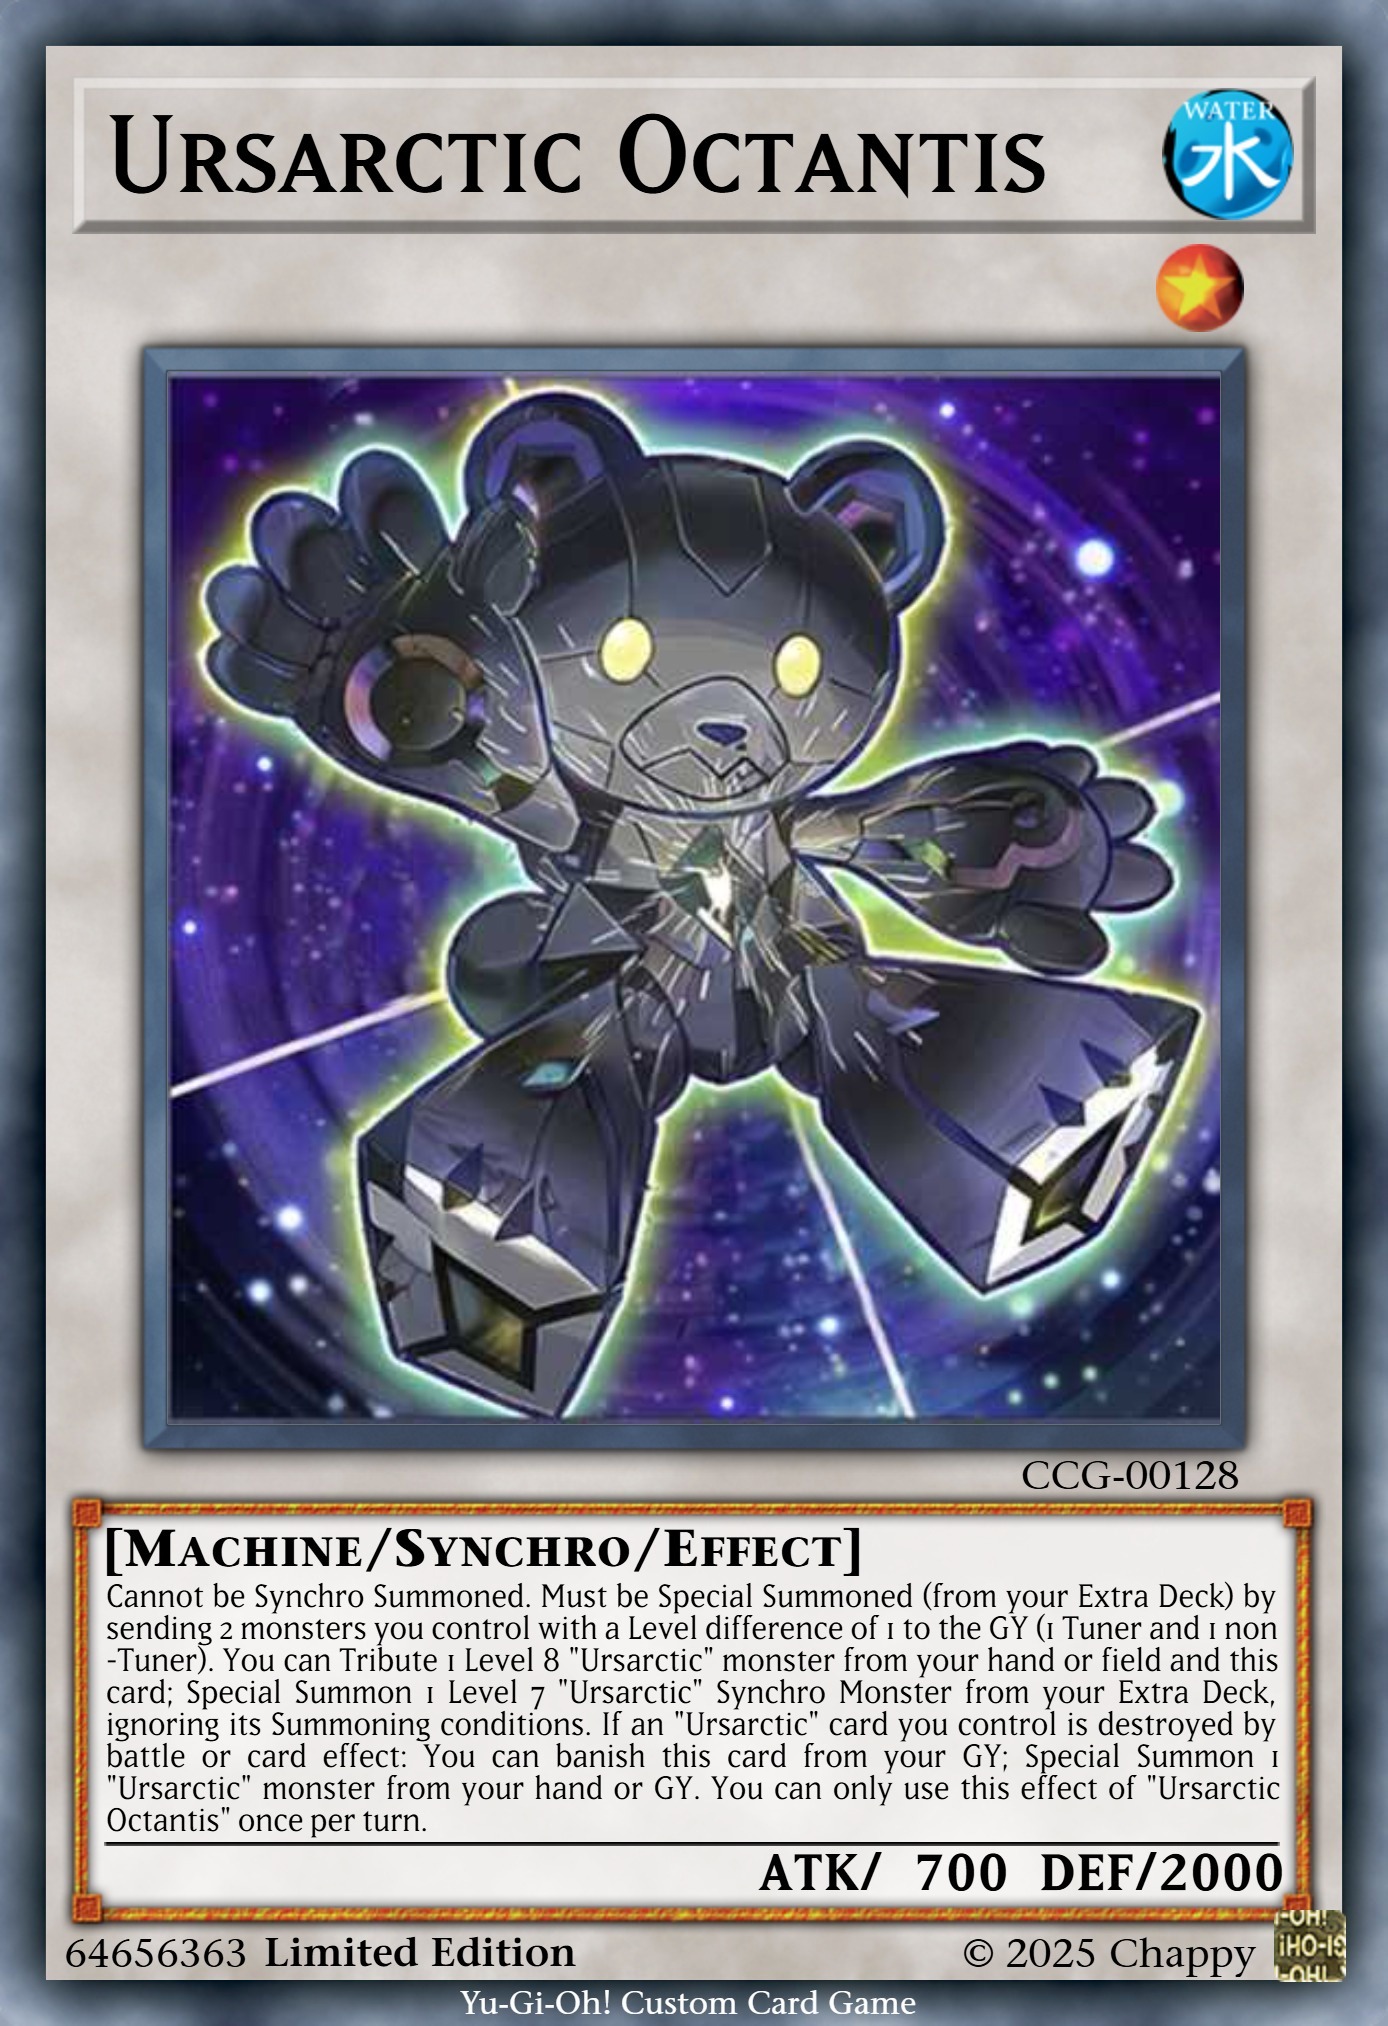 Ursarctic Octantis
WATER
水
CCG-00128
[Machine/Synchro/Effect]
Cannot be Synchro Summoned. Must be Special Summoned (from your Extra Deck) by
sending 2 monsters you control with a Level difference of 1 to the GY (1 Tuner and 1 non
-Tuner). You can Tribute 1 Level 8 "Ursarctic" monster from your hand or field and this
card; Special Summon 1 Level 7 "Ursarctic" Synchro Monster from your Extra Deck,
ignoring its Summoning conditions. If an "Ursarctic" card you control is destroyed by
battle or card effect: You can banish this card from your GY; Special Summon 1
"Ursarctic" monster from your hand or GY. You can only use this effect of "Ursarctic
Octantis" once per turn.
ATK/ 700 DEF/2000
64656363 Limited Edition
© 2025 Chappy
Yu-Gi-Oh! Custom Card Game